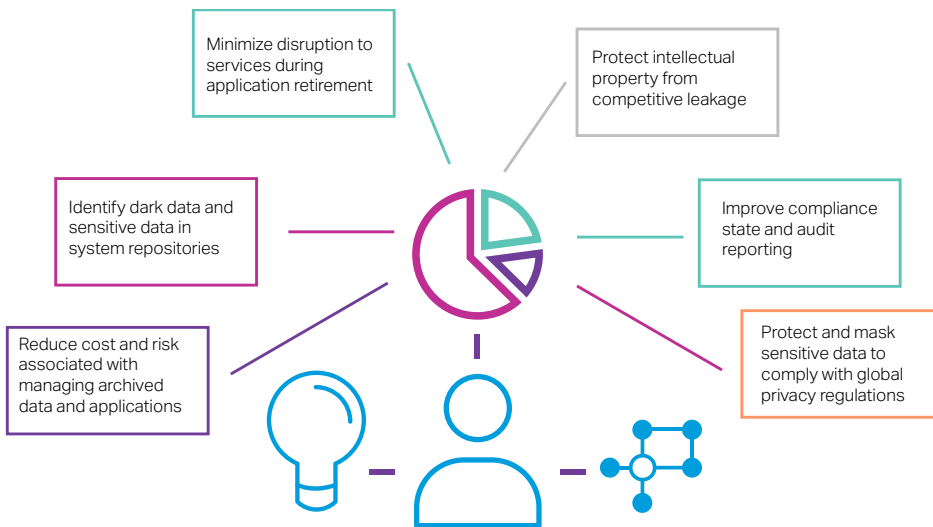 Minimize disruption to
services during
application retirement
Protect intellectual
property from
competitive leakage
Identify dark data and
sensitive data in
system repositories
Improve compliance
state and audit
reporting
Reduce cost and risk
associated with
managing archived
data and applications
Protect and mask
sensitive data to
comply with global
privacy regulations